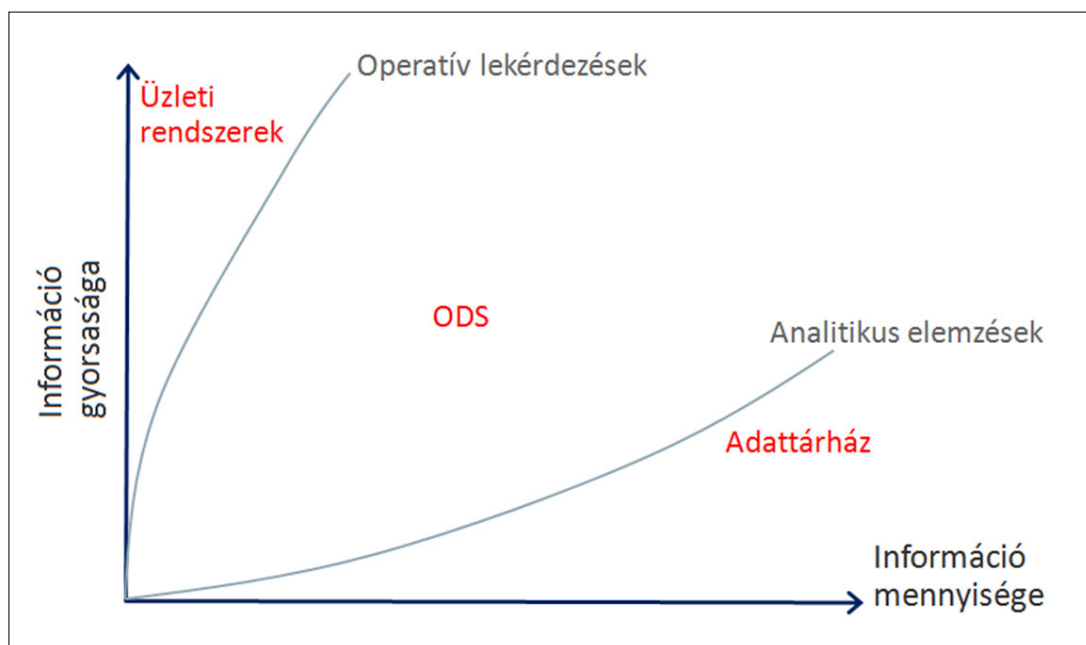 Operatív lekérdezések
Üzleti
rendszerek
Információ
gyorsasága
ODS
Analitikus elemzések
Adattárház
Információ
mennyisége